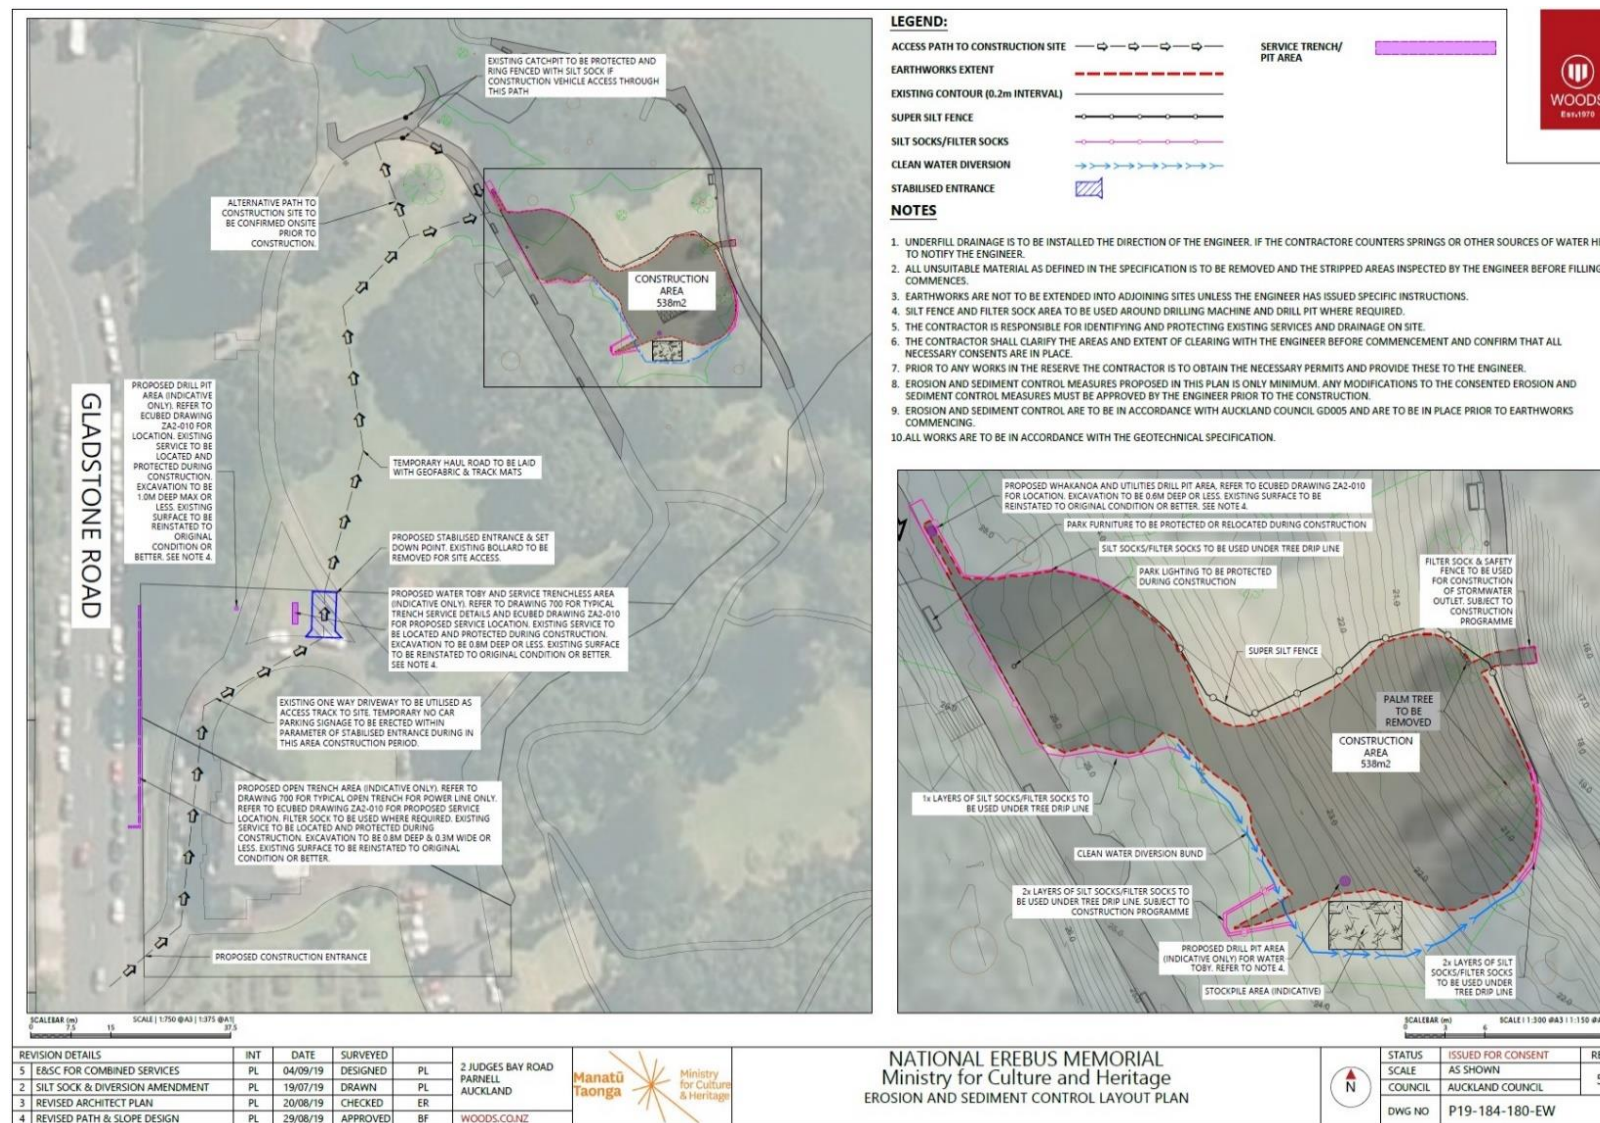 EXISTING CATCHPIT TO BE PROTECTED AND
RING FENCED WITH SILT SOCK IF
CONSTRUCTION VEHICLE ACCESS THROUGH
THIS PATH
ALTERNATIVE PATH TO
CONSTRUCTION SITE TO
BE CONFIRMED ONSITE
PRIOR TO
CONSTRUCTION.
CONSTRUCTION
AREA
538m2
GLADSTONE ROAD
PROPOSED DRILL PIT
AREA (INDICATIVE
ONLY). REFER TO
ECUBED DRAWING
ZA2-010 FOR
LOCATION. EXISTING
SERVICE TO BE
LOCATED AND
PROTECTED DURING
CONSTRUCTION.
EXCAVATION TO BE
1.0M DEEP MAX OR
LESS. EXISTING
SURFACE TO BE
REINSTATED TO
ORIGINAL
CONDITION OR
BETTER. SEE NOTE 4.
TEMPORARY HAUL ROAD TO BE LAID
WITH GEOFABRIC & TRACK MATS
PROPOSED STABILISED ENTRANCE & SET
DOWN POINT. EXISTING BOLLARD TO BE
REMOVED FOR SITE ACCESS.
PROPOSED WATER TOBY AND SERVICE TRENCHLESS AREA
(INDICATIVE ONLY). REFER TO DRAWING 700 FOR TYPICAL
TRENCH SERVICE DETAILS AND ECUBED DRAWING ZA2-010
FOR PROPOSED SERVICE LOCATION. EXISTING SERVICE TO
BE LOCATED AND PROTECTED DURING CONSTRUCTION.
EXCAVATION TO BE 0.8M DEEP OR LESS. EXISTING SURFACE
TO BE REINSTATED TO ORIGINAL CONDITION OR BETTER.
SEE NOTE 4.
EXISTING ONE WAY DRIVEWAY TO BE UTILISED AS
ACCESS TRACK TO SITE. TEMPORARY NO CAR
PARKING SIGNAGE TO BE ERECTED WITHIN
PARAMETER OF STABILISED ENTRANCE DURING IN
THIS AREA CONSTRUCTION PERIOD.
PROPOSED OPEN TRENCH AREA (INDICATIVE ONLY). REFER TO
DRAWING 700 FOR TYPICAL OPEN TRENCH FOR POWER LINE ONLY.
REFER TO ECUBED DRAWING ZA2-010 FOR PROPOSED SERVICE
LOCATION. FILTER SOCK TO BE USED WHERE REQUIRED. EXISTING
SERVICE TO BE LOCATED AND PROTECTED DURING
CONSTRUCTION. EXCAVATION TO BE 0.8M DEEP & 0.3M WIDE OR
LESS. EXISTING SURFACE TO BE REINSTATED TO ORIGINAL
CONDITION OR BETTER.
PROPOSED CONSTRUCTION ENTRANCE
SCALEBAR (m)
SCALE | 1:750 @A3 | 1:375 @A1|
0 7.5 15 37.5
LEGEND:
ACCESS PATH TO CONSTRUCTION SITE
EARTHWORKS EXTENT
EXISTING CONTOUR (0.2m INTERVAL)
SUPER SILT FENCE
SILT SOCKS/FILTER SOCKS
CLEAN WATER DIVERSION
STABILISED ENTRANCE
SERVICE TRENCH/
PIT AREA
WOODS
Est.1970
NOTES
1. UNDERFILL DRAINAGE IS TO BE INSTALLED THE DIRECTION OF THE ENGINEER. IF THE CONTRACTORE COUNTERS SPRINGS OR OTHER SOURCES OF WATER HE
TO NOTIFY THE ENGINEER.
2. ALL UNSUITABLE MATERIAL AS DEFINED IN THE SPECIFICATION IS TO BE REMOVED AND THE STRIPPED AREAS INSPECTED BY THE ENGINEER BEFORE FILLING
COMMENCES.
3. EARTHWORKS ARE NOT TO BE EXTENDED INTO ADJOINING SITES UNLESS THE ENGINEER HAS ISSUED SPECIFIC INSTRUCTIONS.
4. SILT FENCE AND FILTER SOCK AREA TO BE USED AROUND DRILLING MACHINE AND DRILL PIT WHERE REQUIRED.
5. THE CONTRACTOR IS RESPONSIBLE FOR IDENTIFYING AND PROTECTING EXISTING SERVICES AND DRAINAGE ON SITE.
6. THE CONTRACTOR SHALL CLARIFY THE AREAS AND EXTENT OF CLEARING WITH THE ENGINEER BEFORE COMMENCEMENT AND CONFIRM THAT ALL
NECESSARY CONSENTS ARE IN PLACE.
7. PRIOR TO ANY WORKS IN THE RESERVE THE CONTRACTOR IS TO OBTAIN THE NECESSARY PERMITS AND PROVIDE THESE TO THE ENGINEER.
8. EROSION AND SEDIMENT CONTROL MEASURES PROPOSED IN THIS PLAN IS ONLY MINIMUM. ANY MODIFICATIONS TO THE CONSENTED EROSION AND
SEDIMENT CONTROL MEASURES MUST BE APPROVED BY THE ENGINEER PRIOR TO THE CONSTRUCTION.
9. EROSION AND SEDIMENT CONTROL ARE TO BE IN ACCORDANCE WITH AUCKLAND COUNCIL GD005 AND ARE TO BE IN PLACE PRIOR TO EARTHWORKS
COMMENCING.
10.ALL WORKS ARE TO BE IN ACCORDANCE WITH THE GEOTECHNICAL SPECIFICATION.
PROPOSED WHAKANOA AND UTILITIES DRILL PIT AREA, REFER TO ECUBED DRAWING ZA2-010
FOR LOCATION. EXCAVATION TO BE 0.6M DEEP OR LESS. EXISTING SURFACE TO BE
REINSTATED TO ORIGINAL CONDITION OR BETTER. SEE NOTE 4.
PARK FURNITURE TO BE PROTECTED OR RELOCATED DURING CONSTRUCTION
SILT SOCKS/FILTER SOCKS TO BE USED UNDER TREE DRIP LINE
PARK LIGHTING TO BE PROTECTED
DURING CONSTRUCTION
FILTER SOCK & SAFETY
FENCE TO BE USED
FOR CONSTRUCTION
OF STORMWATER
OUTLET. SUBJECT TO
CONSTRUCTION
PROGRAMME
SUPER SILT FENCE
PALM TREE
TO BE
REMOVED
CONSTRUCTION
AREA
538m2
1x LAYERS OF SILT SOCKS/FILTER SOCKS TO
BE USED UNDER TREE DRIP LINE
CLEAN WATER DIVERSION BUND
2x LAYERS OF SILT SOCKS/FILTER SOCKS TO
BE USED UNDER TREE DRIP LINE. SUBJECT TO
CONSTRUCTION PROGRAMME
PROPOSED DRILL PIT AREA
(INDICATIVE ONLY) FOR WATER
TOBY. REFER TO NOTE 4.
STOCKPILE AREA (INDICATIVE)
2x LAYERS OF SILT
SOCKS/FILTER SOCKS
TO BE USED UNDER
TREE DRIP LINE
21.0
22.0
17.0
23.0
24.0
SCALEBAR (m)
SCALE | 1:300 @A3 | 1:150 @A
0 3 6
REVISION DETAILS INT DATE SURVEYED
5 E&SC FOR COMBINED SERVICES PL 04/09/19 DESIGNED PL
2 SILT SOCK & DIVERSION AMENDMENT PL 19/07/19 DRAWN PL
3 REVISED ARCHITECT PLAN PL 20/08/19 CHECKED ER
4 REVISED PATH & SLOPE DESIGN PL 29/08/19 APPROVED BF
2 JUDGES BAY ROAD
PARNELL
AUCKLAND
WOODS.CO.NZ
Manatū
Taonga
Ministry
for Culture
& Heritage
NATIONAL EREBUS MEMORIAL
Ministry for Culture and Heritage
EROSION AND SEDIMENT CONTROL LAYOUT PLAN
N
STATUS ISSUED FOR CONSENT RE
SCALE AS SHOWN 5
COUNCIL AUCKLAND COUNCIL
DWG NO P19-184-180-EW